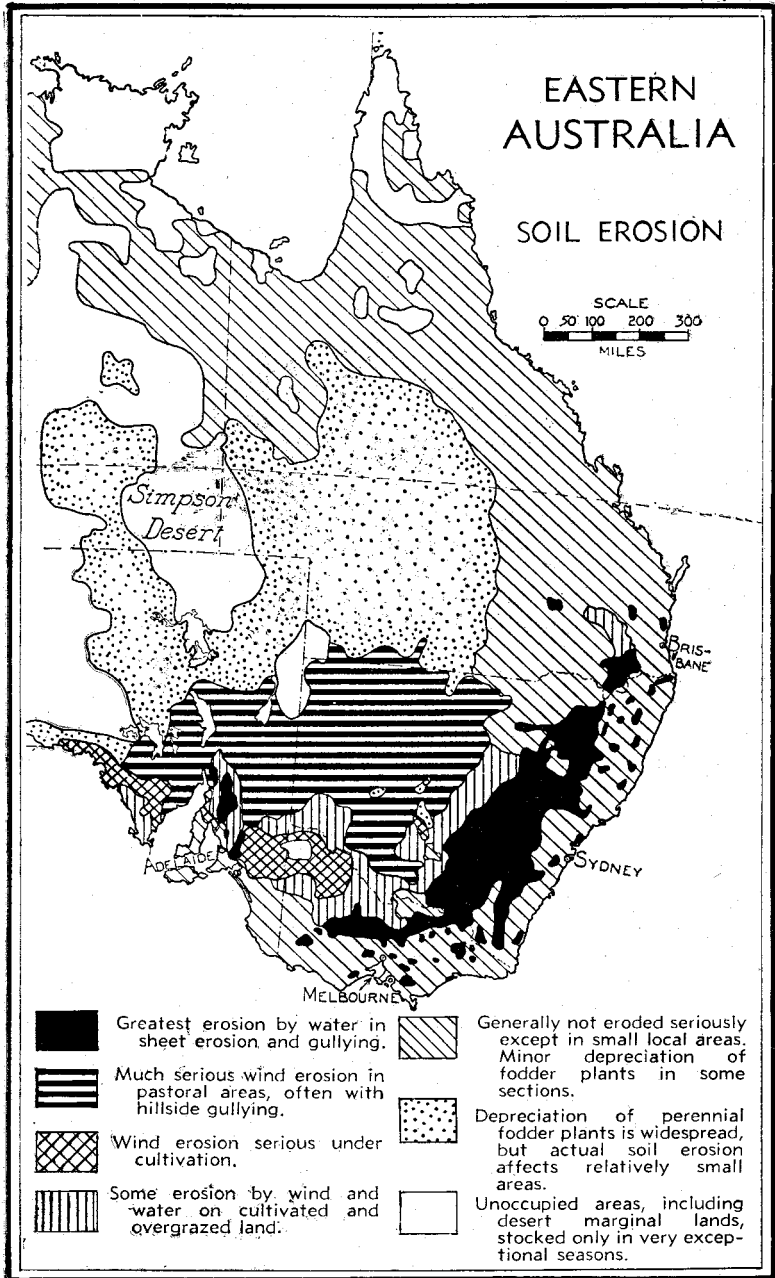 EASTERN
AUSTRALIA
SOIL EROSION
SCALE
0 50 100 200 300
MILES
Simpson
Desert
BRIS-
BANE
ADELAIDE
SYDNEY
MELBOURNE
Greatest erosion by water in
sheet erosion and gullying.
Much serious wind erosion in
pastoral areas, often with
hillside gullying.
Wind erosion serious under
cultivation.
Some erosion by wind and
water on cultivated and
overgrazed land.
Generally not eroded seriously
except in small local areas.
Minor depreciation of
fodder plants in some
sections.
Depreciation of perennial
fodder plants is widespread,
but actual soil erosion
affects relatively small
areas.
Unoccupied areas, including
desert marginal lands,
stocked only in very excep-
tional seasons.